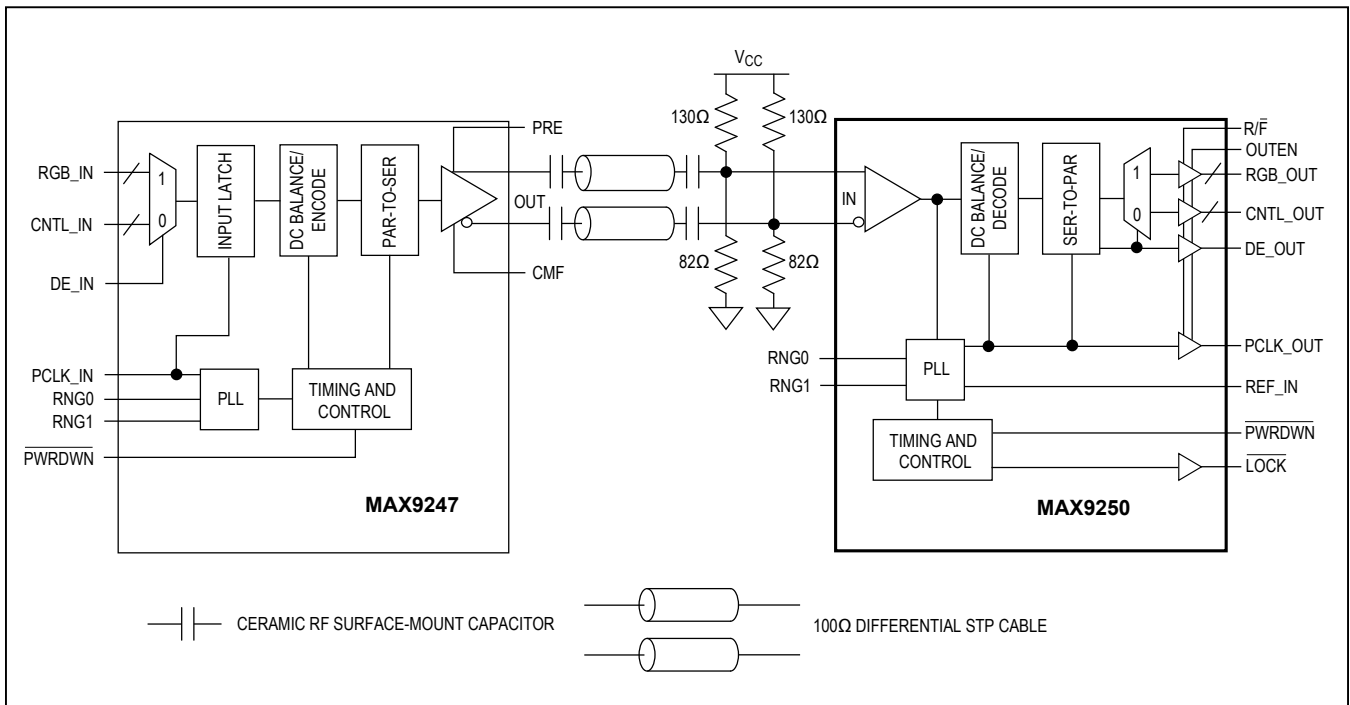 VCC
130Ω
130Ω
PRE
RGB_IN
1
INPUT LATCH
DC BALANCE/
ENCODE
PAR-TO-SER
OUT
CNTL_IN
0
DE_IN
CMF
82Ω
82Ω
PCLK_IN
RNG0
RNG1
PLL
TIMING AND
CONTROL
PWRDWN
MAX9247
IN
DC BALANCE/
DECODE
SER-TO-PAR
1
0
R/F
OUTEN
RGB_OUT
CNTL_OUT
DE_OUT
RNG0
RNG1
PLL
PCLK_OUT
REF_IN
TIMING AND
CONTROL
PWRDWN
LOCK
MAX9250
CERAMIC RF SURFACE-MOUNT CAPACITOR
100Ω DIFFERENTIAL STP CABLE